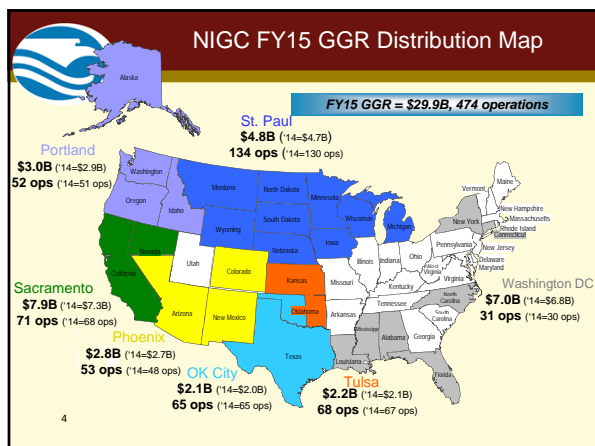 NIGC FY15 GGR Distribution Map
Alaska
FY15 GGR = $29.9B, 474 operations
St. Paul
$4.8B ('14=$4.7B)
134 ops ('14=130 ops)
Portland
$3.0B ('14=$2.9B)
52 ops ('14=51 ops)
Washington
Oregon
Idaho
Montana
North Dakota
Minnesota
South Dakota
Wisconsin
Michigan
Wyoming
Nebraska
Iowa
Maine
Vermont
New Hampshire
Massachusetts
New York
Rhode Island
Connecticut
Pennsylvania
New Jersey
Delaware
Maryland
Nevada
California
Utah
Colorado
Kansas
Missouri
Illinois
Indiana
Ohio
West
Virginia
Virginia
Kentucky
Tennessee
North
Carolina
South
Carolina
Arizona
New Mexico
Oklahoma
Arkansas
Texas
Louisiana
Mississippi
Alabama
Georgia
Florida
Sacramento
$7.9B ('14=$7.3B)
71 ops ('14=68 ops)
Washington DC
$7.0B ('14=$6.8B)
31 ops ('14=30 ops)
Phoenix
$2.8B ('14=$2.7B)
53 ops ('14=48 ops)
OK City
$2.1B ('14=$2.0B)
65 ops ('14=65 ops)
Tulsa
$2.2B ('14=$2.1B)
68 ops ('14=67 ops)
4